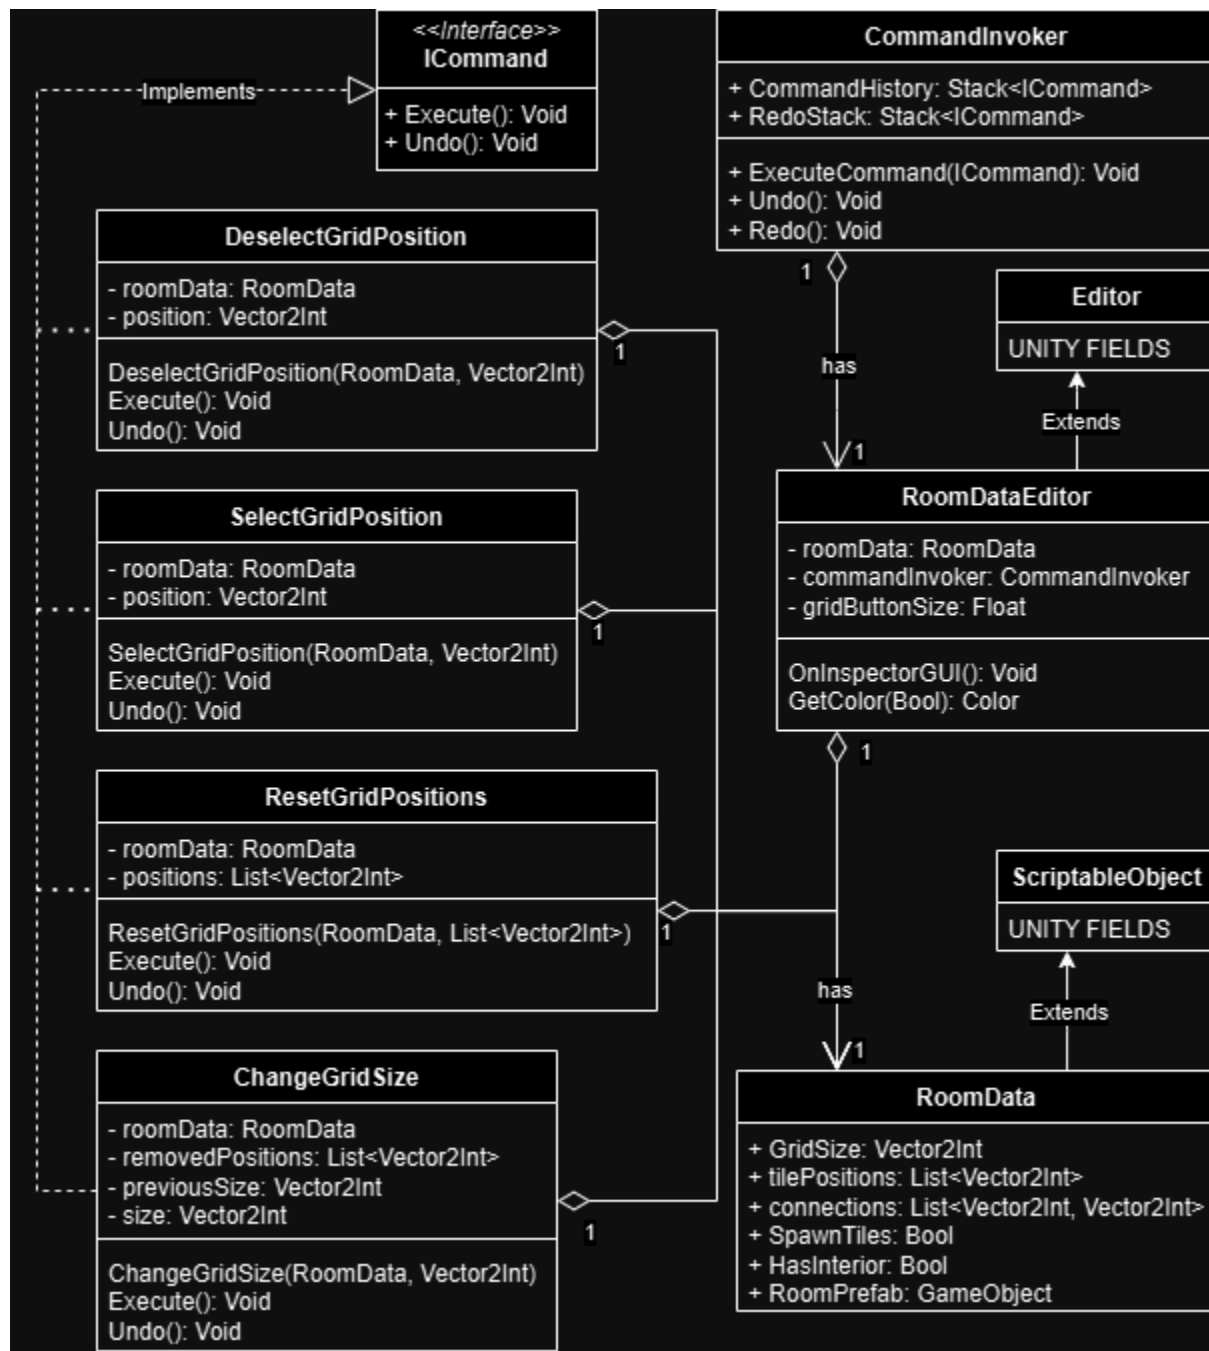 <<Interface>>
ICommand
+ Execute(): Void
+ Undo(): Void
Implements
CommandInvoker
+ CommandHistory: Stack<ICommand>
+ RedoStack: Stack<ICommand>
+ ExecuteCommand(ICommand): Void
+ Undo(): Void
+ Redo(): Void
1
has
1
Editor
UNITY FIELDS
Extends
DeselectGridPosition
- roomData: RoomData
- position: Vector2Int
DeselectGridPosition(RoomData, Vector2Int)
Execute(): Void
Undo(): Void
1
SelectGridPosition
- roomData: RoomData
- position: Vector2Int
SelectGridPosition(RoomData, Vector2Int)
Execute(): Void
Undo(): Void
1
RoomDataEditor
- roomData: RoomData
- commandInvoker: CommandInvoker
- gridButtonSize: Float
OnInspectorGUI(): Void
GetColor(Bool): Color
1
has
1
ResetGridPositions
- roomData: RoomData
- positions: List<Vector2Int>
ResetGridPositions(RoomData, List<Vector2Int>)
Execute(): Void
Undo(): Void
1
ScriptableObject
UNITY FIELDS
Extends
ChangeGridSize
- roomData: RoomData
- removedPositions: List<Vector2Int>
- previousSize: Vector2Int
- size: Vector2Int
ChangeGridSize(RoomData, Vector2Int)
Execute(): Void
Undo(): Void
1
RoomData
+ GridSize: Vector2Int
+ tilePositions: List<Vector2Int>
+ connections: List<Vector2Int, Vector2Int>
+ SpawnTiles: Bool
+ HasInterior: Bool
+ RoomPrefab: GameObject